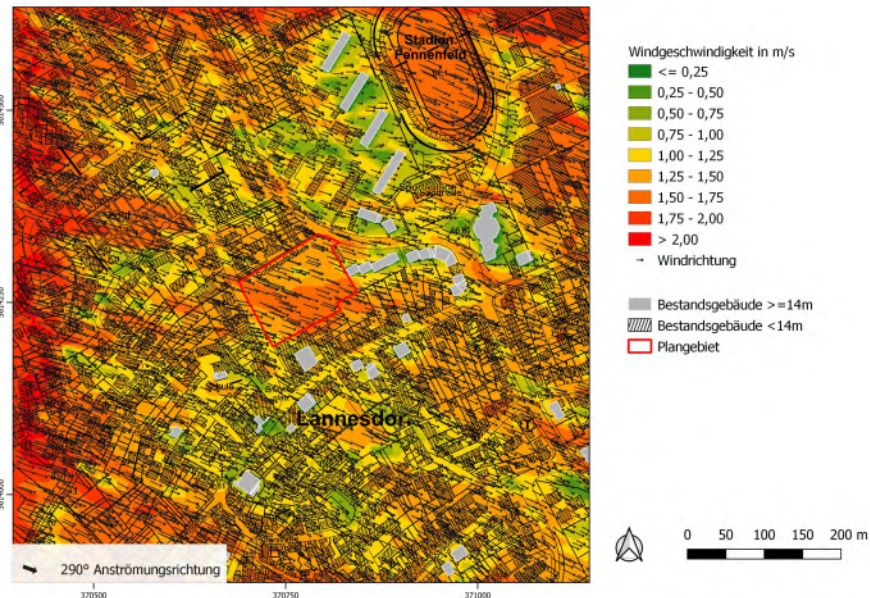 Stadion
Pennenfeld
Lannesdor
Windgeschwindigkeit in m/s
<= 0,25
0,25 - 0,50
0,50 - 0,75
0,75 - 1,00
1,00 - 1,25
1,25 - 1,50
1,50 - 1,75
1,75 - 2,00
> 2,00
Windrichtung
Bestandsgebäude >=14m
Bestandsgebäude <14m
Plangebiet
0 50 100 150 200 m
290° Anströmungsrichtung
370500 370750 371000